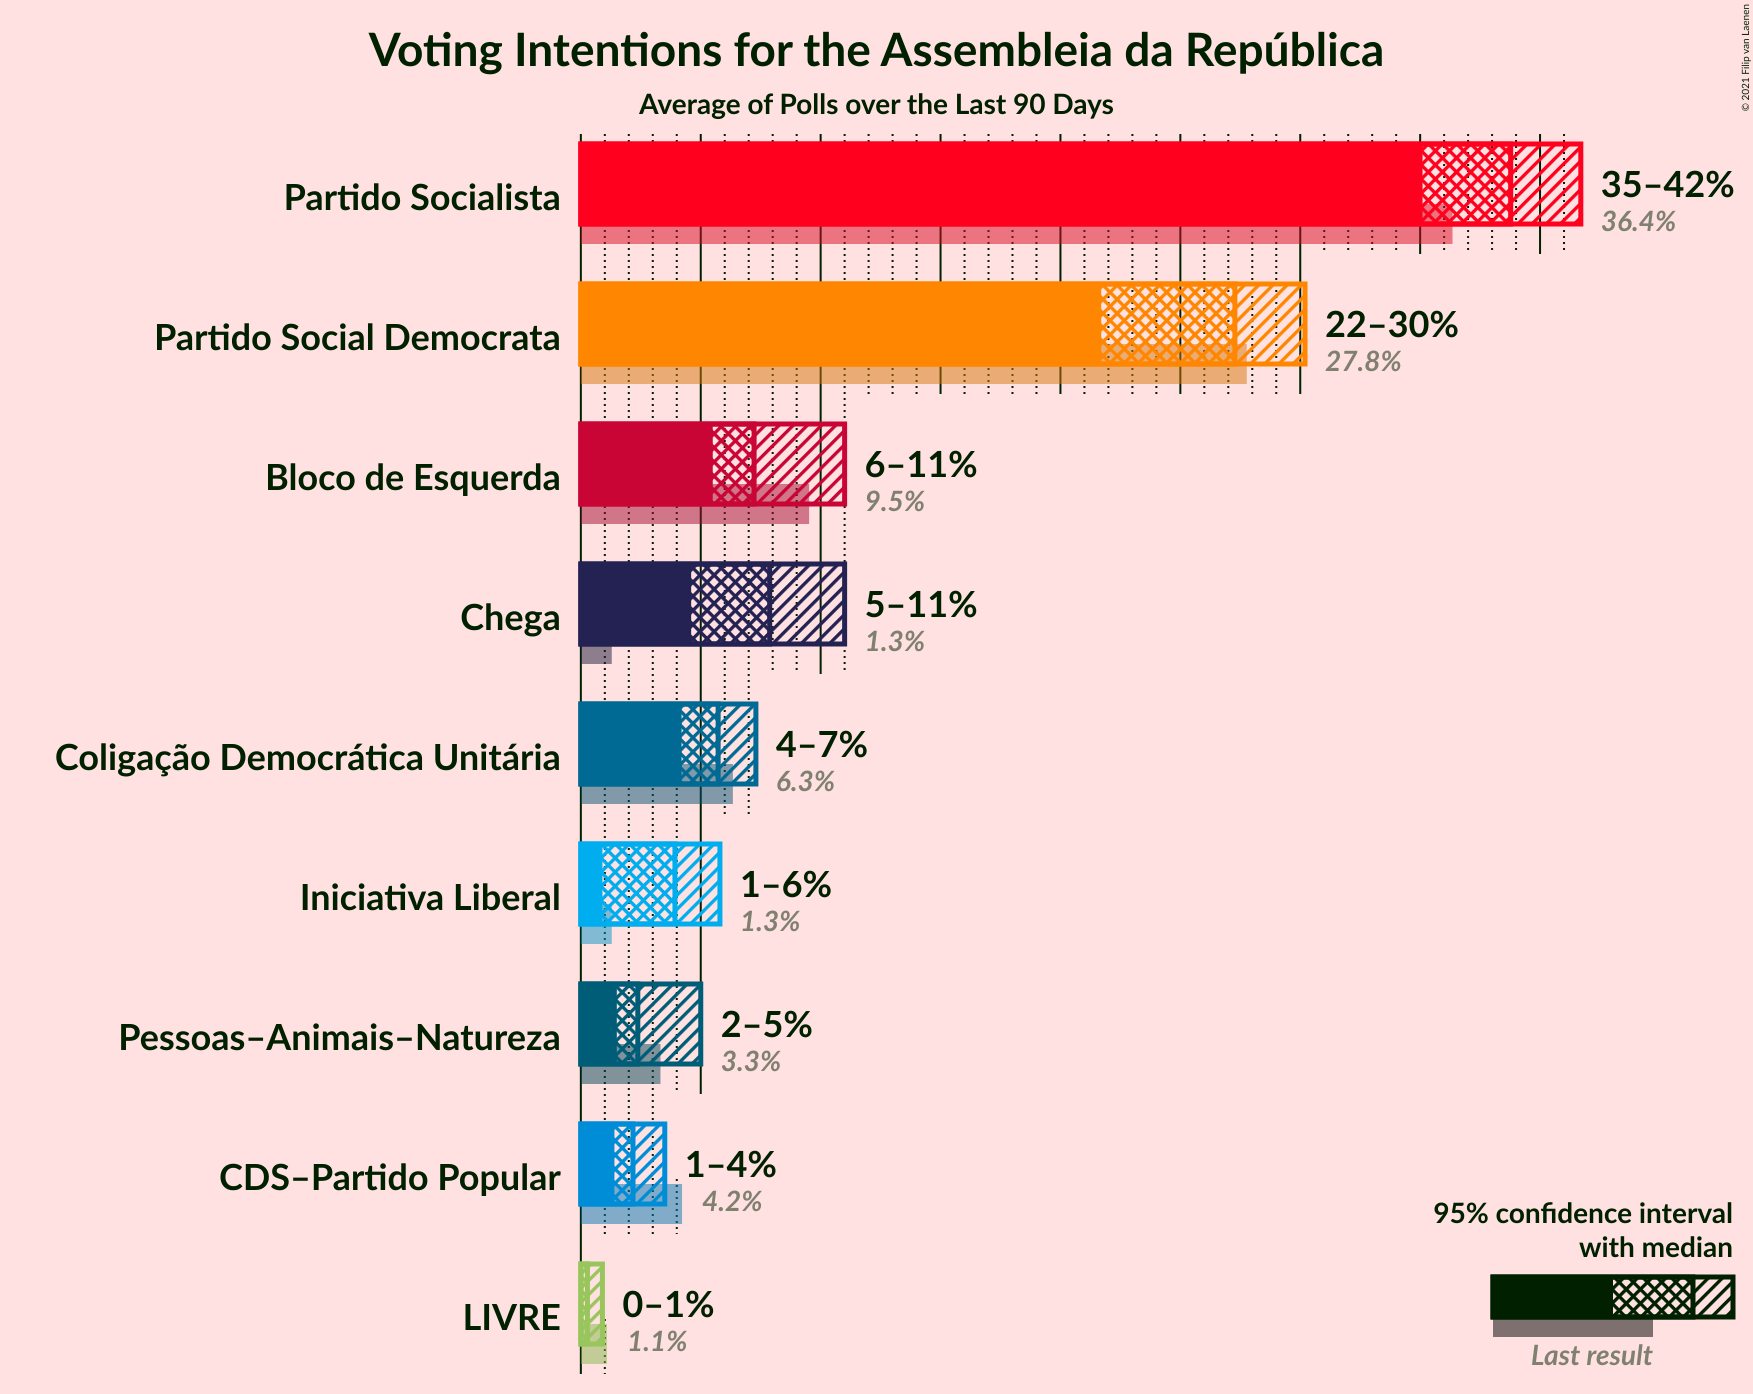 Voting Intentions for the Assembleia da República
Average of Polls over the Last 90 Days
© 2021 Filip van Laenen
Partido Socialista
35–42%
36.4%
Partido Social Democrata
22–30%
27.8%
Bloco de Esquerda
6–11%
9.5%
Chega
5–11%
1.3%
Coligação Democrática Unitária
4–7%
6.3%
Iniciativa Liberal
1–6%
1.3%
Pessoas–Animais–Natureza
2–5%
3.3%
CDS–Partido Popular
1–4%
4.2%
LIVRE
0–1%
1.1%
95% confidence interval
with median
Last result